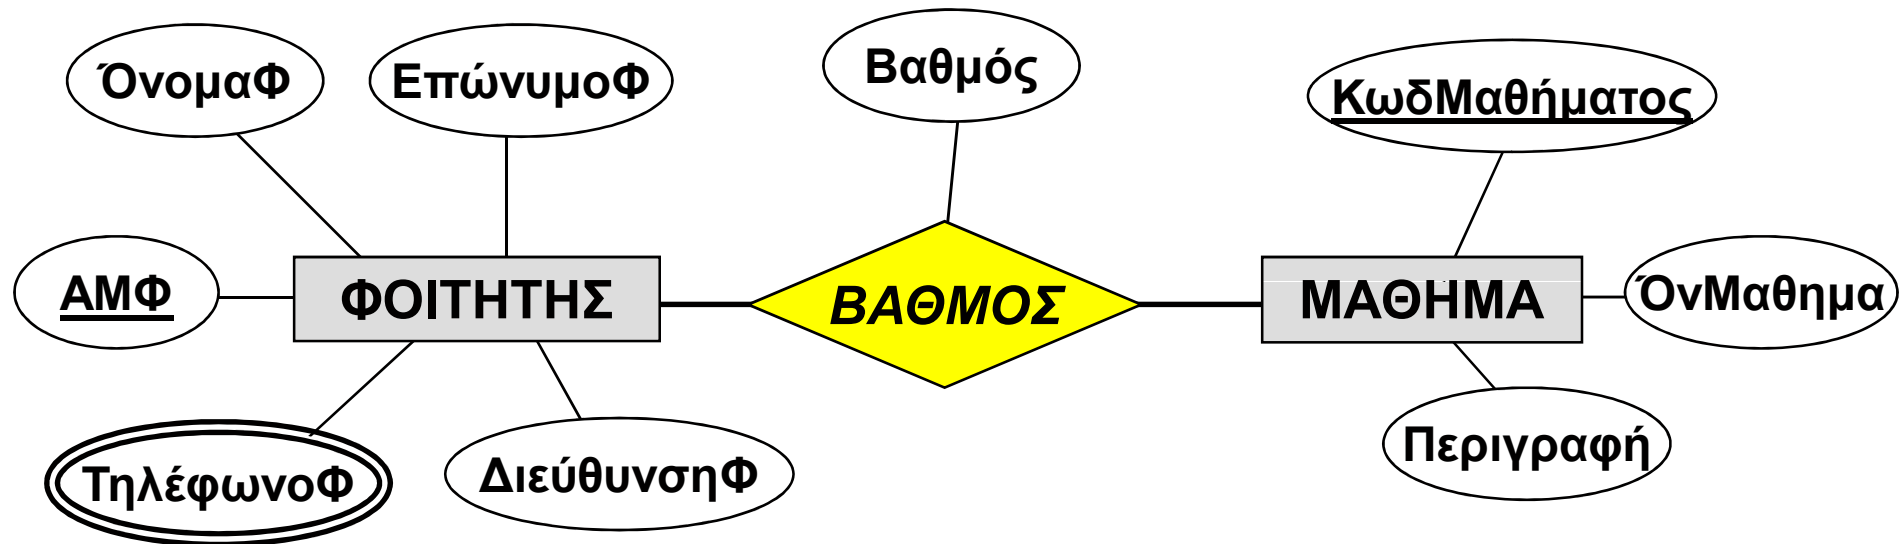 ΌνομαΦ
ΕπώνυμοΦ
Βαθμός
ΚωδΜαθήματος
ΑΜΦ
ΦΟΙΤΗΤΗΣ
ΒΑΘΜΟΣ
ΜΑΘΗΜΑ
ΌνΜαθημα
ΤηλέφωνοΦ
ΔιεύθυνσηΦ
Περιγραφή